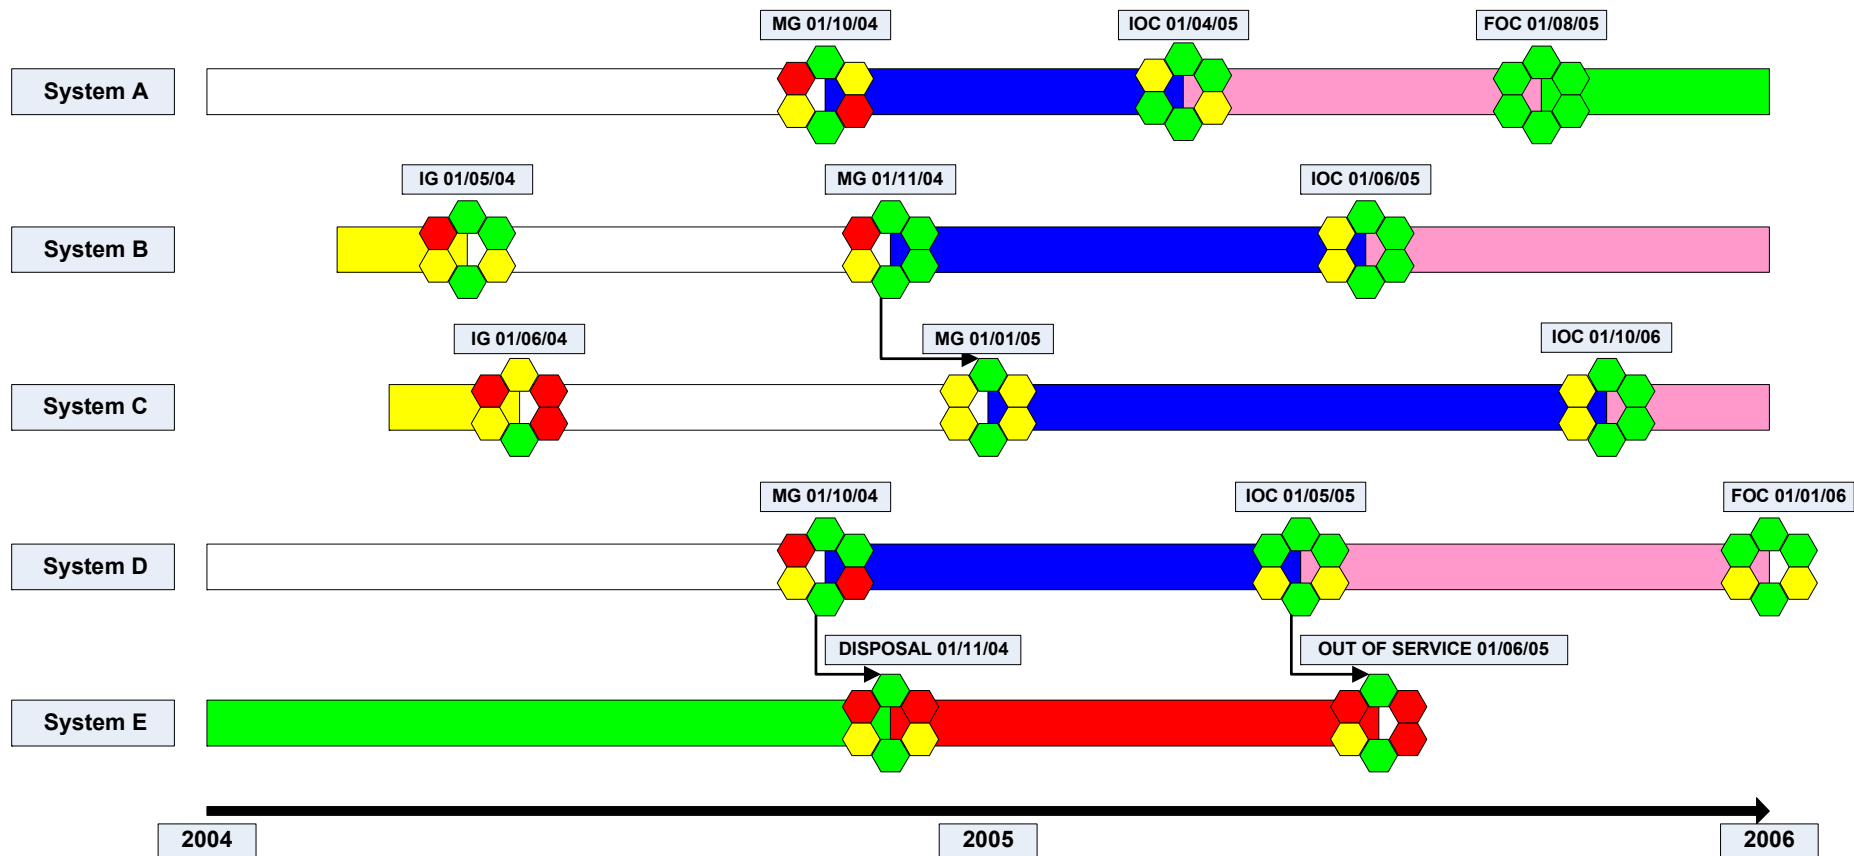 MG 01/10/04
IOC 01/04/05
FOC 01/08/05
System A
IG 01/05/04
MG 01/11/04
IOC 01/06/05
System B
IG 01/06/04
MG 01/01/05
IOC 01/10/06
System C
MG 01/10/04
IOC 01/05/05
FOC 01/01/06
System D
DISPOSAL 01/11/04
OUT OF SERVICE 01/06/05
System E
2004
2005
2006